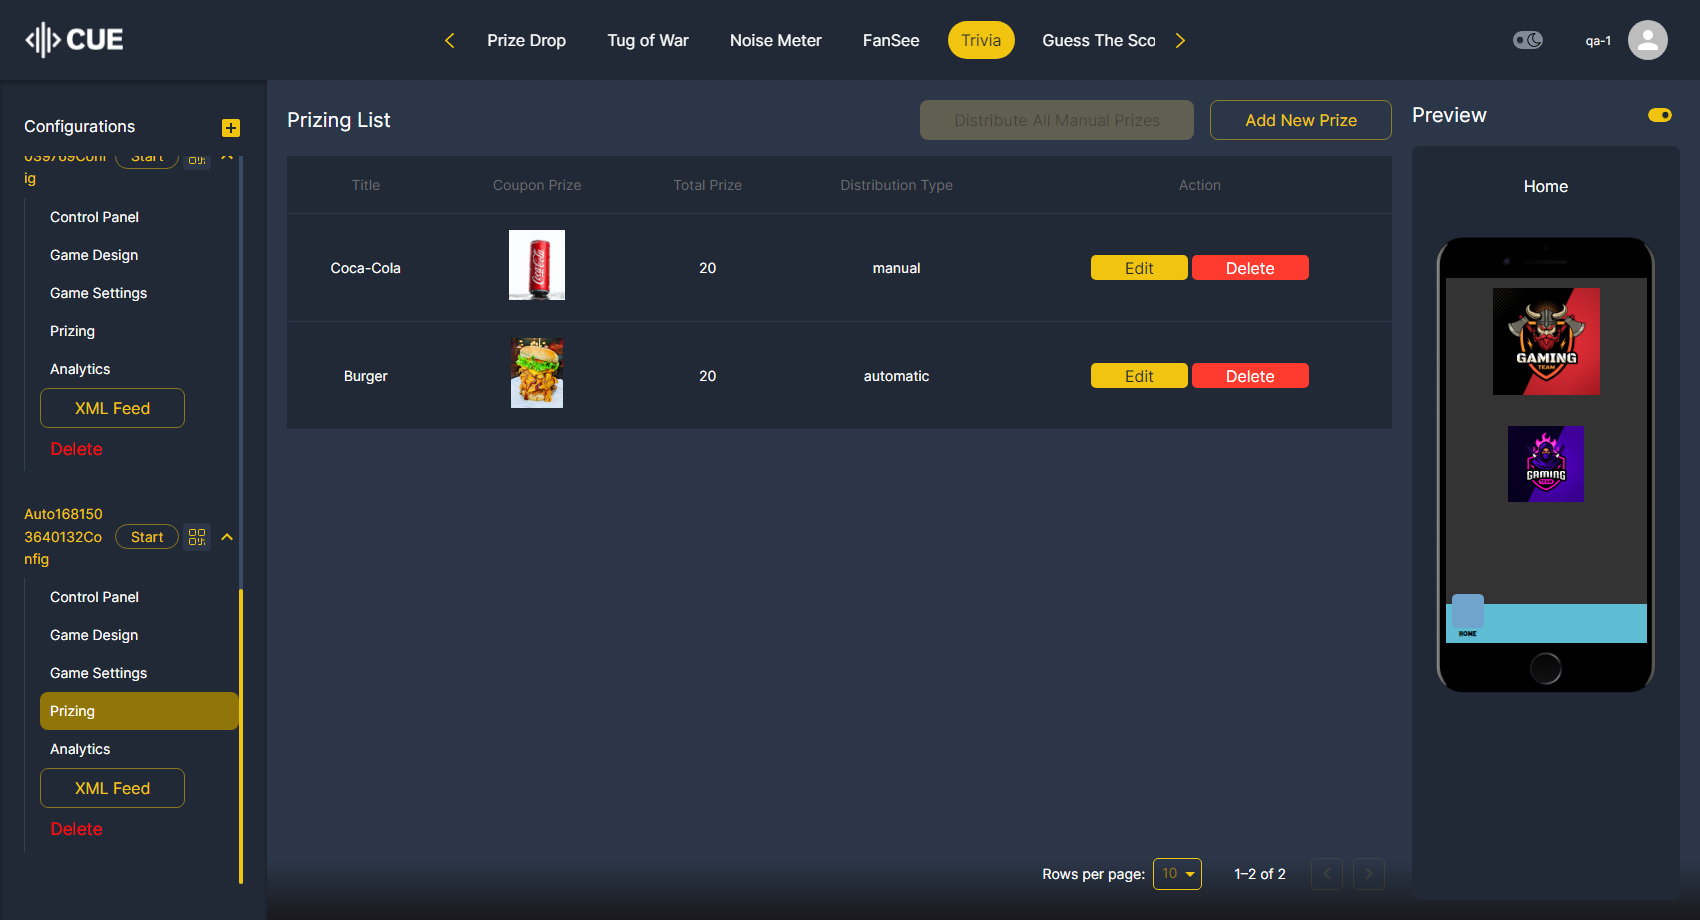 CUE
Prize Drop
Tug of War
Noise Meter
FanSee
Trivia
Guess The Sco
qa-1
Configurations
039769Conf
ig
Start
Control Panel
Game Design
Game Settings
Prizing
Analytics
XML Feed
Delete
Auto168150
3640132Co
nfig
Start
Control Panel
Game Design
Game Settings
Prizing
Analytics
XML Feed
Delete
Prizing List
Distribute All Manual Prizes
Add New Prize
Title
Coupon Prize
Total Prize
Distribution Type
Action
Coca-Cola
Coca-Cola
20
manual
Edit
Delete
Burger
20
automatic
Edit
Delete
Rows per page:
10
1–2 of 2
Preview
Home
GAMING
TEAM
GAMING
TEAM
HOME